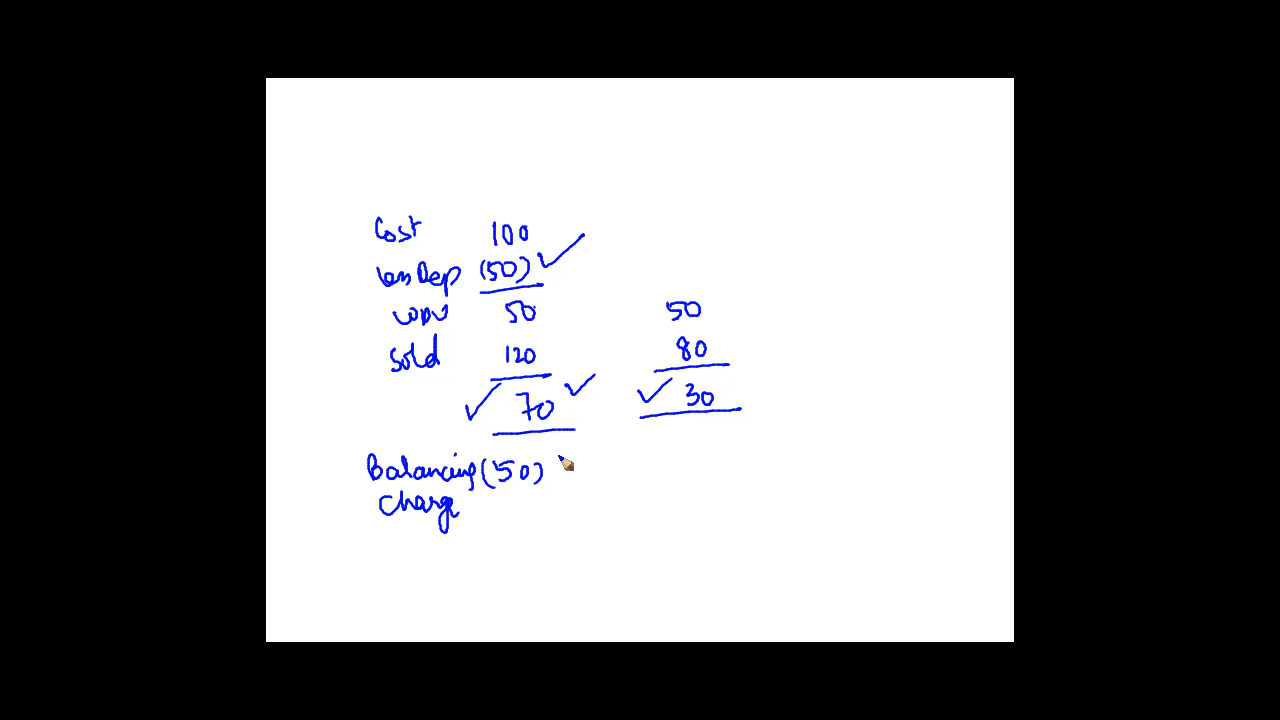 Cost 100
Less Dep (50)
WDV 50 50
Sold 120 80
70 30
Balancing (50)
Charge